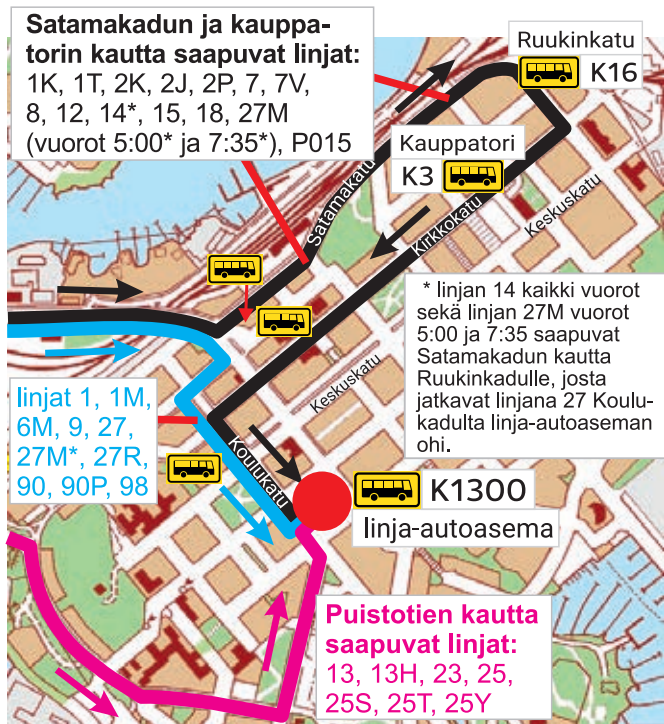 Satamakadun ja kauppa-
torin kautta saapuvat linjat:
1K, 1T, 2K, 2J, 2P, 7, 7V,
8, 12, 14*, 15, 18, 27M
(vuorot 5:00* ja 7:35*), P015
Ruukinkatu
K16
Kauppatori
K3
Satamakatu
Kirkkokatu
Keskuskatu
* linjan 14 kaikki vuorot
sekä linjan 27M vuorot
5:00 ja 7:35 saapuvat
Satamakadun kautta
Ruukinkadulle, josta
jatkavat linjana 27 Koulu-
kadulta linja-autoaseman
ohi.
Keskuskatu
linjat 1, 1M,
6M, 9, 27,
27M*, 27R,
90, 90P, 98
Koulukatu
K1300
linja-autoasema
Puistotien kautta
saapuvat linjat:
13, 13H, 23, 25,
25S, 25T, 25Y